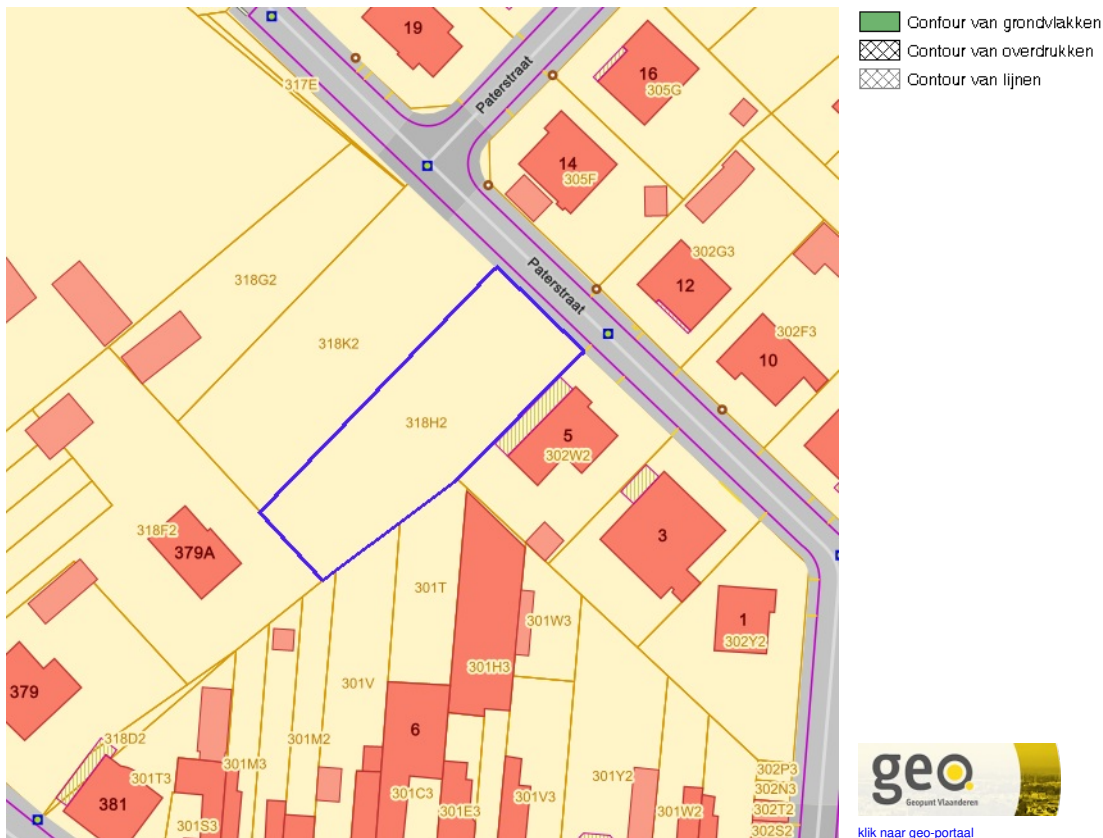 19
Contour van grondvlakken
Contour van overdrukken
Contour van lijnen
317E
Paterstraat
16
305G
14
305F
302G3
12
318G2
Paterstraat
302F3
10
318K2
318H2
5
302W2
318F2
379A
3
301T
1
302Y2
301W3
301H3
301V
379
6
318D2
301M2
301M3
301T3
302P3
301Y2
302N3
381
301C3
301V3
301E3
301W2
302T2
301S3
302S2
geo
Geopunt Vlaanderen
klik naar geo-portaal